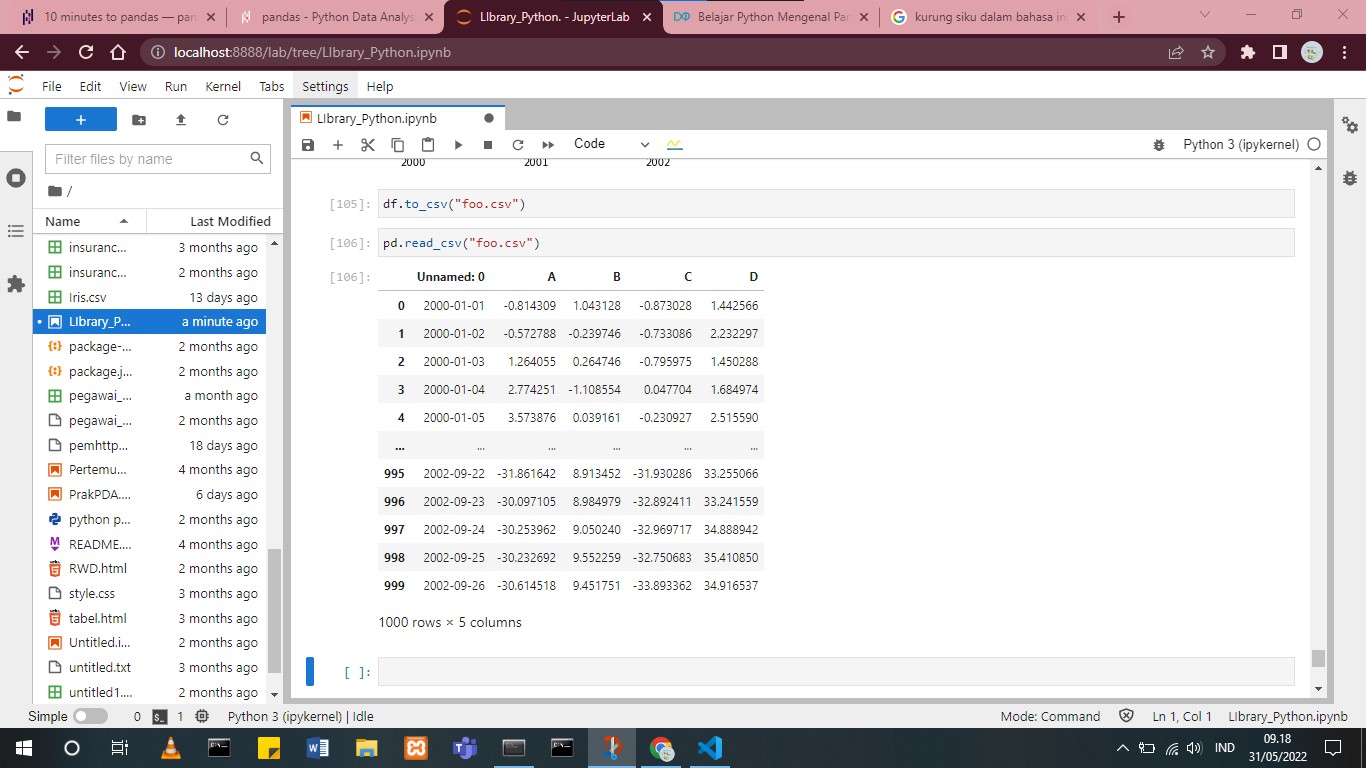 10 minutes to pandas — pan
pandas - Python Data Analys
LIbrary_Python. - JupyterLab
Belajar Python Mengenal Par
kurung siku dalam bahasa in
localhost:8888/lab/tree/LIbrary_Python.ipynb
File Edit View Run Kernel Tabs Settings Help
LIbrary_Python.ipynb
Filter files by name
Code
Python 3 (ipykernel)
/
Name Last Modified
insuranc... 3 months ago
insuranc... 2 months ago
Iris.csv 13 days ago
LIbrary_P... a minute ago
package-... 2 months ago
package.j... 2 months ago
pegawai_... a month ago
pegawai_... 2 months ago
pemhttp... 18 days ago
Pertemu... 4 months ago
PrakPDA.... 6 days ago
python p... 2 months ago
README.... 4 months ago
RWD.html 2 months ago
style.css 3 months ago
tabel.html 3 months ago
Untitled.i... 2 months ago
untitled.txt 3 months ago
untitled1.... 2 months ago
2000 2001 2002
[105]: df.to_csv("foo.csv")
[106]: pd.read_csv("foo.csv")
[106]: Unnamed: 0 A B C D
0 2000-01-01 -0.814309 1.043128 -0.873028 1.442566
1 2000-01-02 -0.572788 -0.239746 -0.733086 2.232297
2 2000-01-03 1.264055 0.264746 -0.795975 1.450288
3 2000-01-04 2.774251 -1.108554 0.047704 1.684974
4 2000-01-05 3.573876 0.039161 -0.230927 2.515590
... ... ... ... ... ...
995 2002-09-22 -31.861642 8.913452 -31.930286 33.255066
996 2002-09-23 -30.097105 8.984979 -32.892411 33.241559
997 2002-09-24 -30.253962 9.050240 -32.969717 34.888942
998 2002-09-25 -30.232692 9.552259 -32.750683 35.410850
999 2002-09-26 -30.614518 9.451751 -33.893362 34.916537
1000 rows × 5 columns
[ ]:
Simple 0 1 Python 3 (ipykernel) | Idle Mode: Command Ln 1, Col 1 LIbrary_Python.ipynb
IND
09.18
31/05/2022